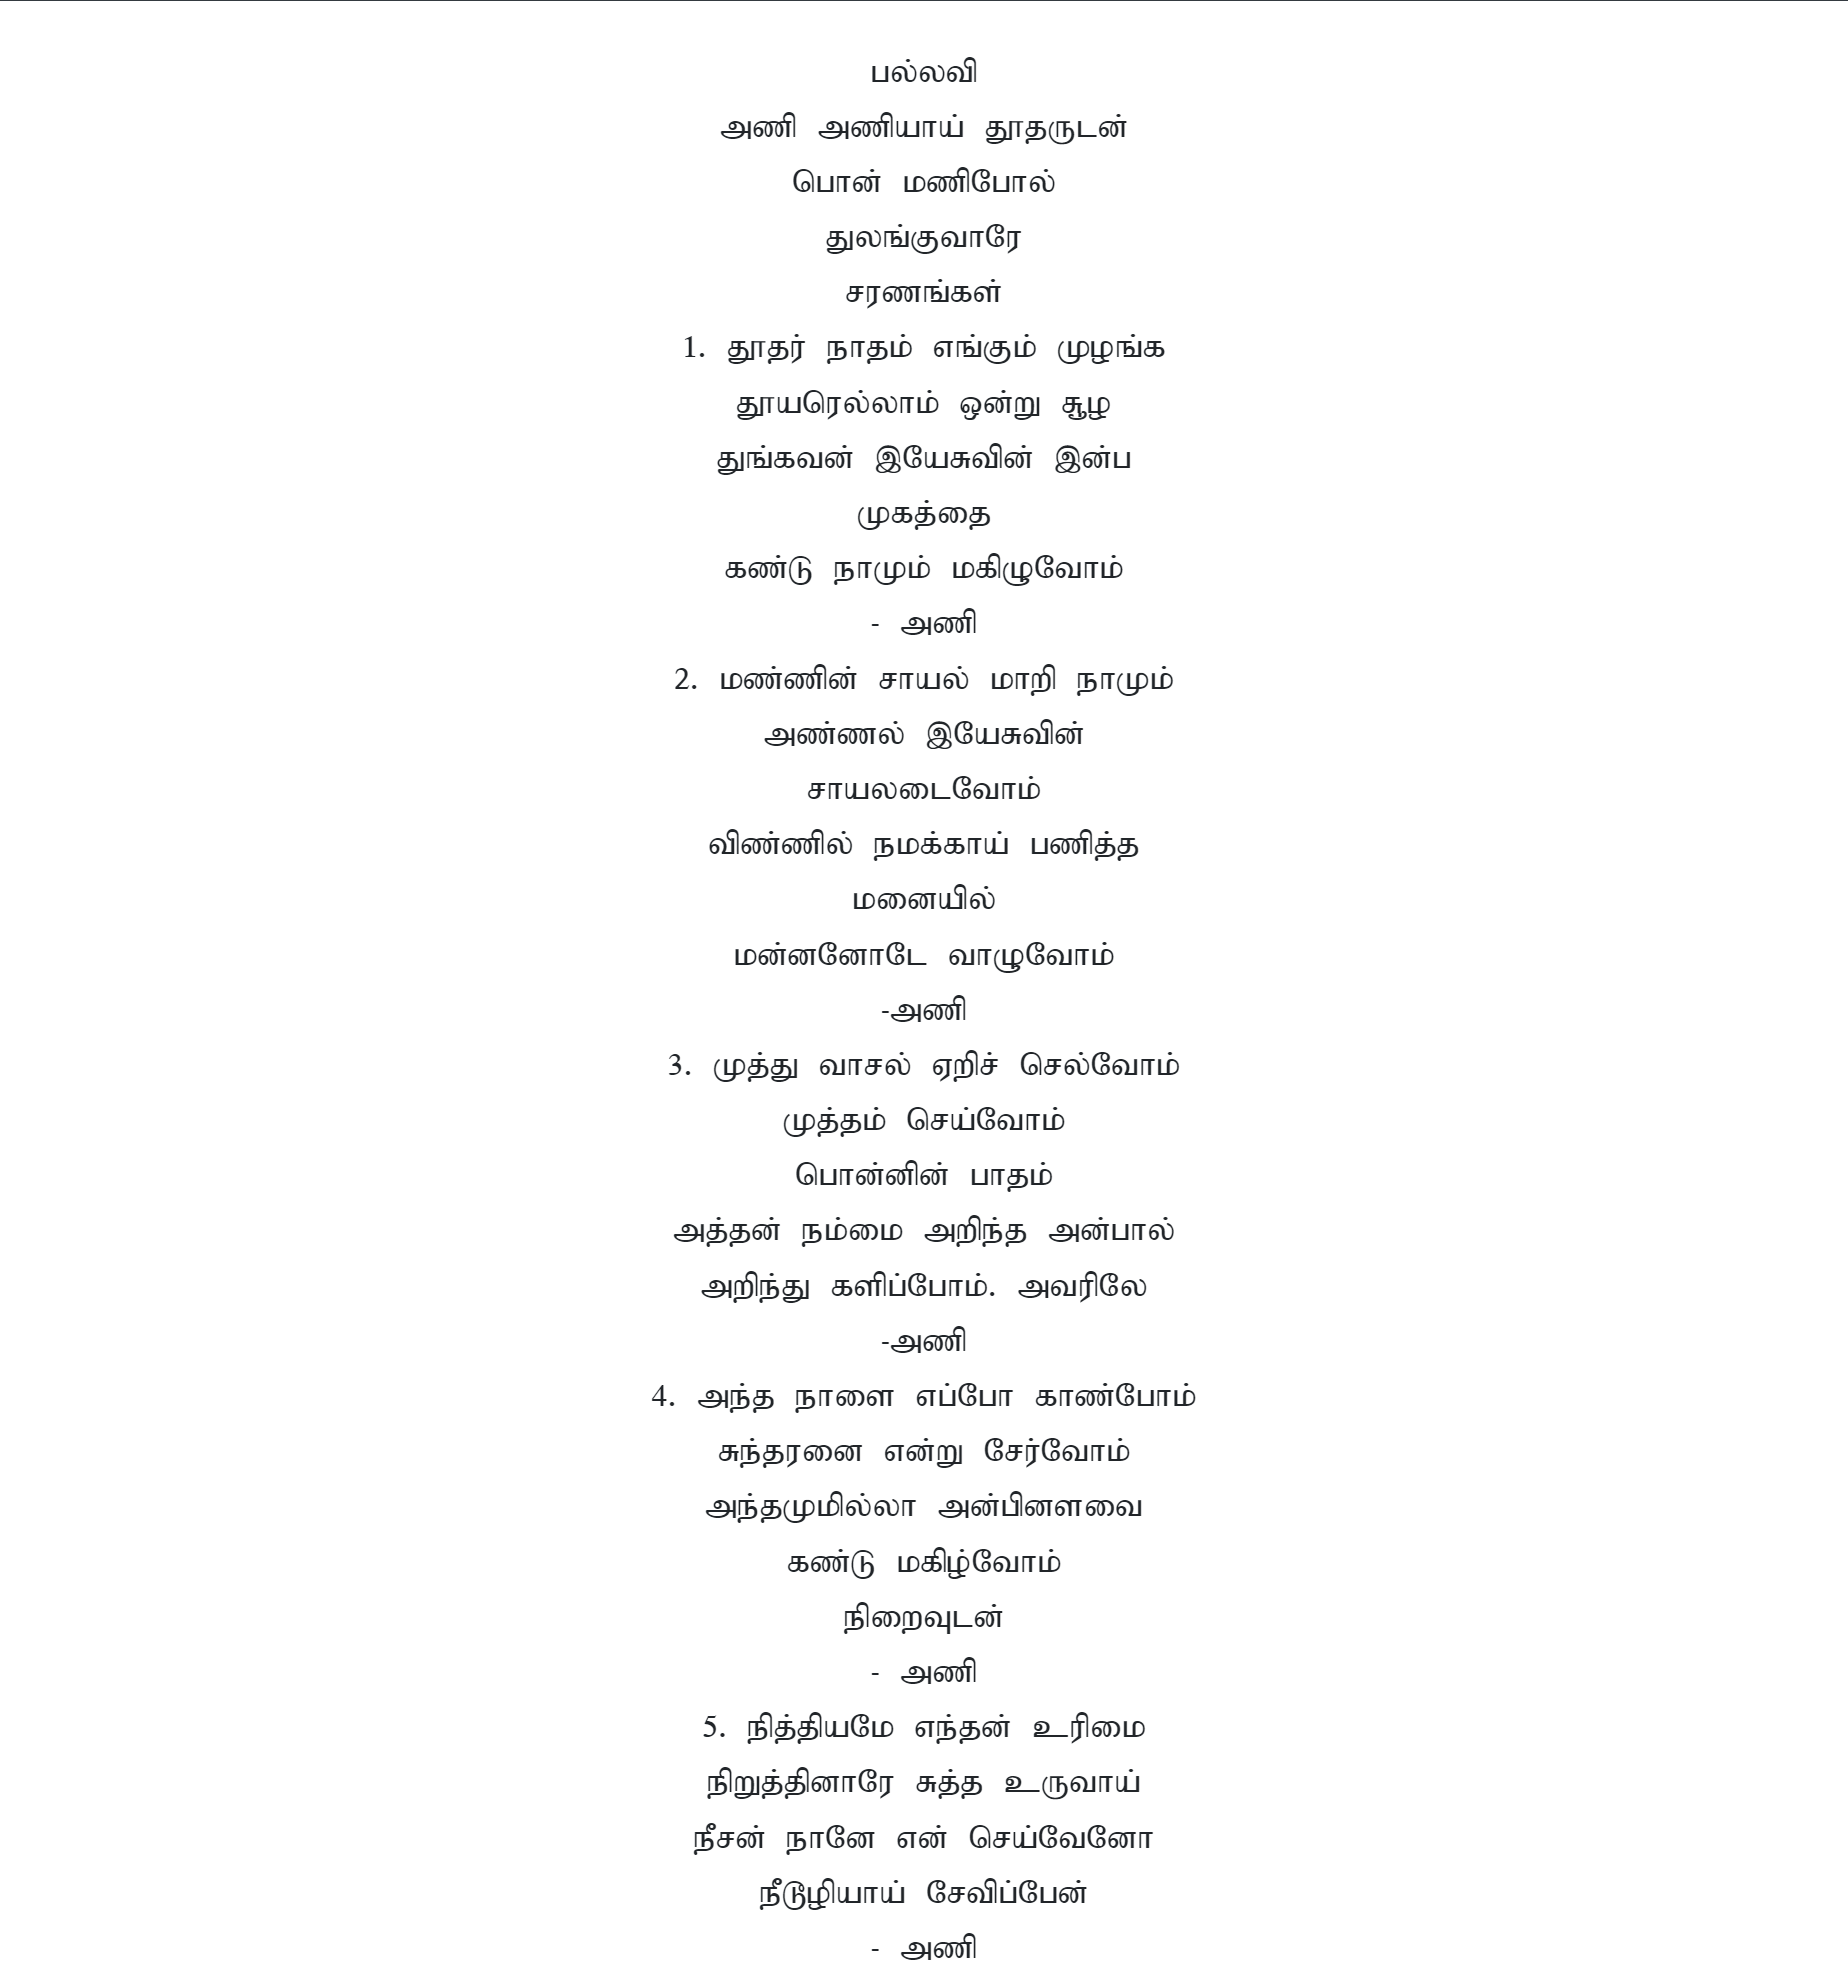 பல்லவி
அணி அணியாய் தூதருடன்
பொன் மணிபோல்
துலங்குவாரே
சரணங்கள்
1. தூதர் நாதம் எங்கும் முழங்க
தூயரெல்லாம் ஒன்று சூழ
துங்கவன் இயேசுவின் இன்ப
முகத்தை
கண்டு நாமும் மகிழுவோம்
- அணி
2. மண்ணின் சாயல் மாறி நாமும்
அண்ணல் இயேசுவின்
சாயலடைவோம்
விண்ணில் நமக்காய் பணித்த
மனையில்
மன்னனோடே வாழுவோம்
-அணி
3. முத்து வாசல் ஏறிச் செல்வோம்
முத்தம் செய்வோம்
பொன்னின் பாதம்
அத்தன் நம்மை அறிந்த அன்பால்
அறிந்து களிப்போம். அவரிலே
-அணி
4. அந்த நாளை எப்போ காண்போம்
சுந்தரனை என்று சேர்வோம்
அந்தமுமில்லா அன்பினளவை
கண்டு மகிழ்வோம்
நிறைவுடன்
- அணி
5. நித்தியமே எந்தன் உரிமை
நிறுத்தினாரே சுத்த உருவாய்
நீசன் நானே என் செய்வேனோ
நீடூழியாய் சேவிப்பேன்
- அணி